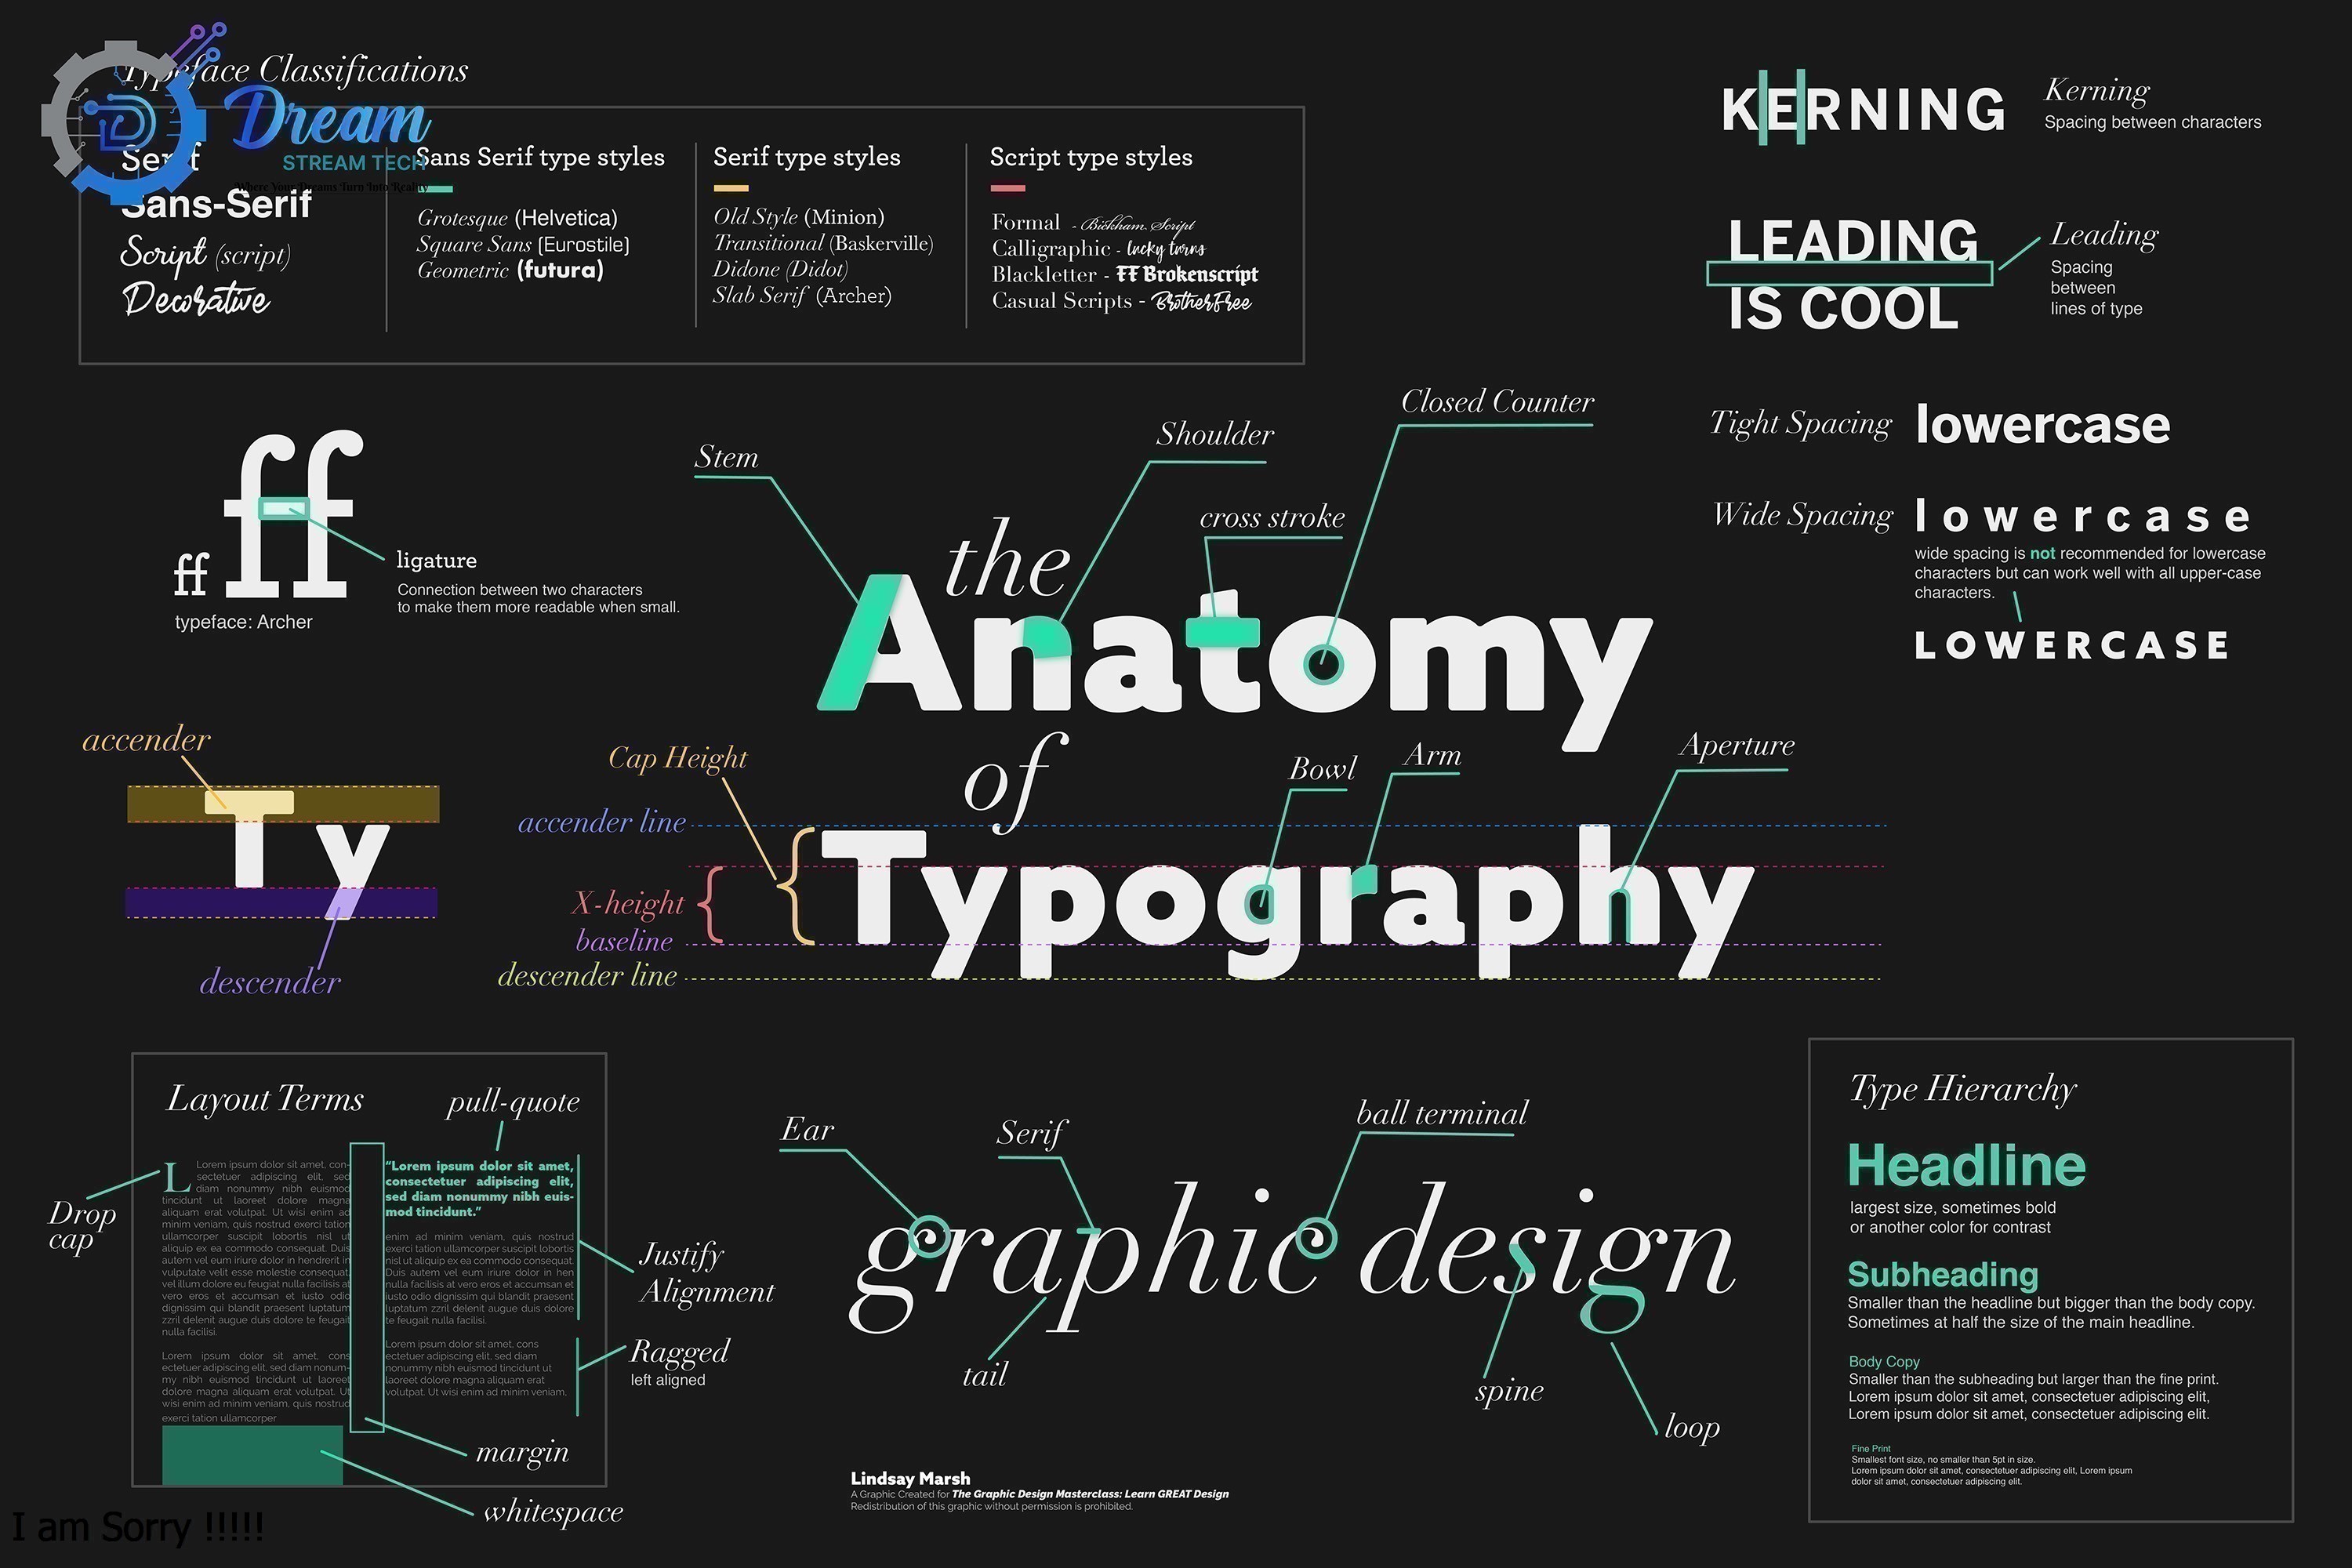 Typeface Classifications
Dream
STREAM TECH
Where Your Dreams Turn Into Reality
Serif
Sans-Serif
Script (script)
Decorative
Sans Serif type styles
Grotesque (Helvetica)
Square Sans (Eurostile)
Geometric (futura)
Serif type styles
Old Style (Minion)
Transitional (Baskerville)
Didone (Didot)
Slab Serif (Archer)
Script type styles
Formal - Bickham Script
Calligraphic - lucky turns
Blackletter - FF Brokenscript
Casual Scripts - BrotherFree
KERNING
Kerning
Spacing between characters
LEADING
IS COOL
Leading
Spacing
between
lines of type
Tight Spacing lowercase
Wide Spacing lowercase
wide spacing is not recommended for lowercase
characters but can work well with all upper-case
characters.
LOWERCASE
ff ff
typeface: Archer
ligature
Connection between two characters
to make them more readable when small.
Stem
Shoulder
cross stroke
Closed Counter
the
Anatomy
of
Typography
accender
Ty
descender
Cap Height
accender line
X-height
baseline
descender line
Bowl
Arm
Aperture
Layout Terms
pull-quote
Drop
cap
L
Lorem ipsum dolor sit amet, con-
sectetuer adipiscing elit, sed
diam nonummy nibh euismod
tincidunt ut laoreet dolore magna
aliquam erat volutpat. Ut wisi enim ad
minim veniam, quis nostrud exerci tation
ullamcorper suscipit lobortis nisl ut
aliquip ex ea commodo consequat. Duis
autem vel eum iriure dolor in hendrerit in
vulputate velit esse molestie consequat,
vel illum dolore eu feugiat nulla facilisis at
vero eros et accumsan et iusto odio
dignissim qui blandit praesent luptatum
zzril delenit augue duis dolore te feugait
nulla facilisi.
Lorem ipsum dolor sit amet, cons
ectetuer adipiscing elit, sed diam nonum-
my nibh euismod tincidunt ut laoreet
dolore magna aliquam erat volutpat. Ut
wisi enim ad minim veniam, quis nostrud
exerci tation ullamcorper
"Lorem ipsum dolor sit amet,
consectetuer adipiscing elit,
sed diam nonummy nibh euis-
mod tincidunt."
enim ad minim veniam, quis nostrud
exerci tation ullamcorper suscipit lobortis
nisl ut aliquip ex ea commodo consequat.
Duis autem vel eum iriure dolor in hen
nulla facilisis at vero eros et accumsan et
iusto odio dignissim qui blandit praesent
luptatum zzril delenit augue duis dolore
te feugait nulla facilisi.
Lorem ipsum dolor sit amet, cons
ectetuer adipiscing elit, sed diam
nonummy nibh euismod tincidunt ut
laoreet dolore magna aliquam erat
volutpat. Ut wisi enim ad minim veniam,
Justify
Alignment
Ragged
left aligned
margin
whitespace
Ear
Serif
ball terminal
graphic design
tail
spine
loop
Lindsay Marsh
A Graphic Created for The Graphic Design Masterclass: Learn GREAT Design
Redistribution of this graphic without permission is prohibited.
Type Hierarchy
Headline
largest size, sometimes bold
or another color for contrast
Subheading
Smaller than the headline but bigger than the body copy.
Sometimes at half the size of the main headline.
Body Copy
Smaller than the subheading but larger than the fine print.
Lorem ipsum dolor sit amet, consectetuer adipiscing elit,
Lorem ipsum dolor sit amet, consectetuer adipiscing elit.
Fine Print
Smallest font size, no smaller than 5pt in size.
Lorem ipsum dolor sit amet, consectetuer adipiscing elit, Lorem ipsum
dolor sit amet, consectetuer adipiscing elit.
I am Sorry !!!!!